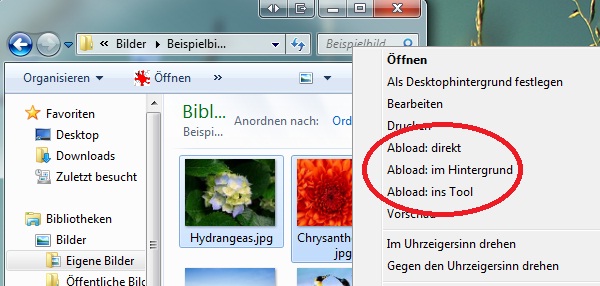 Bilder
Beispielbi...
Beispielbild
Organisieren
Öffnen
Favoriten
Desktop
Downloads
Zuletzt besucht
Bibliotheken
Bilder
Eigene Bilder
Öffentliche Bild
Bibl...
Beispi...
Anordnen nach:
Ord
Hydrangeas.jpg
Chrysanthe
jpg
Öffnen
Als Desktophintergrund festlegen
Bearbeiten
Drucken
Abload: direkt
Abload: im Hintergrund
Abload: ins Tool
Vorschau
Im Uhrzeigersinn drehen
Gegen den Uhrzeigersinn drehen